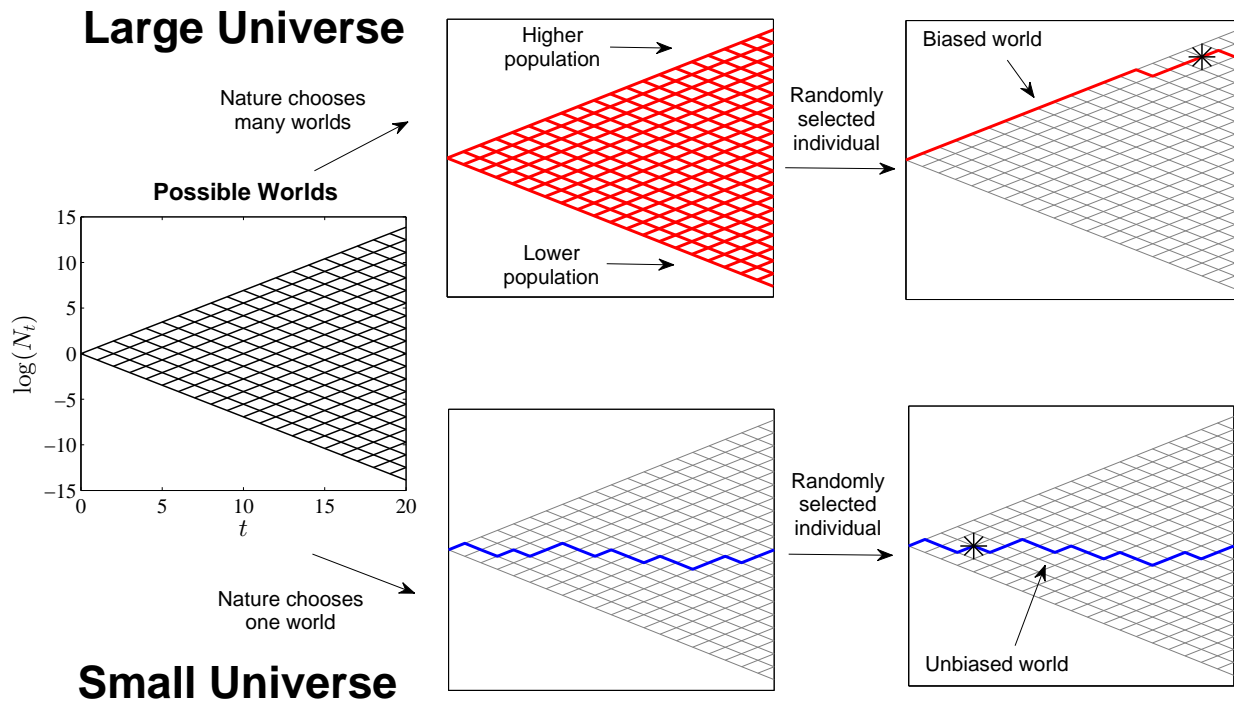 Large Universe
Nature chooses
many worlds
Higher
population
Lower
population
Randomly
selected
individual
Biased world
Possible Worlds
15
10
5
0
−5
−10
−15
log(N_t)
0
5
10
15
20
t
Nature chooses
one world
Randomly
selected
individual
Unbiased world
Small Universe